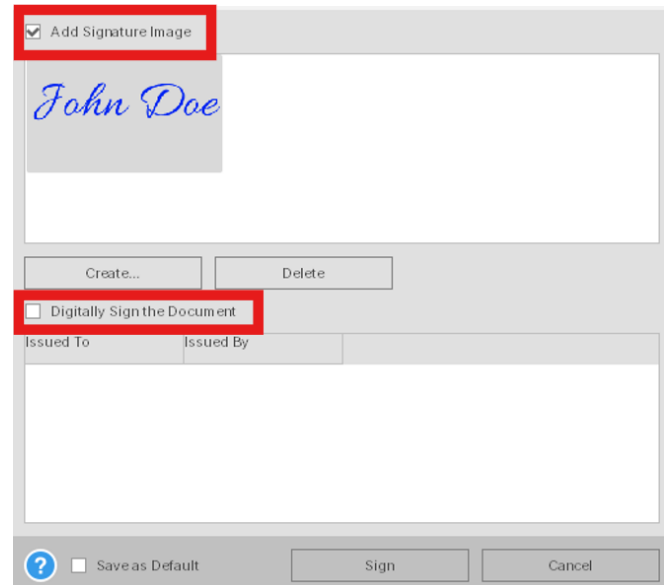 Add Signature Image
John Doe
Create... Delete
Digitally Sign the Document
Issued To Issued By
? Save as Default Sign Cancel